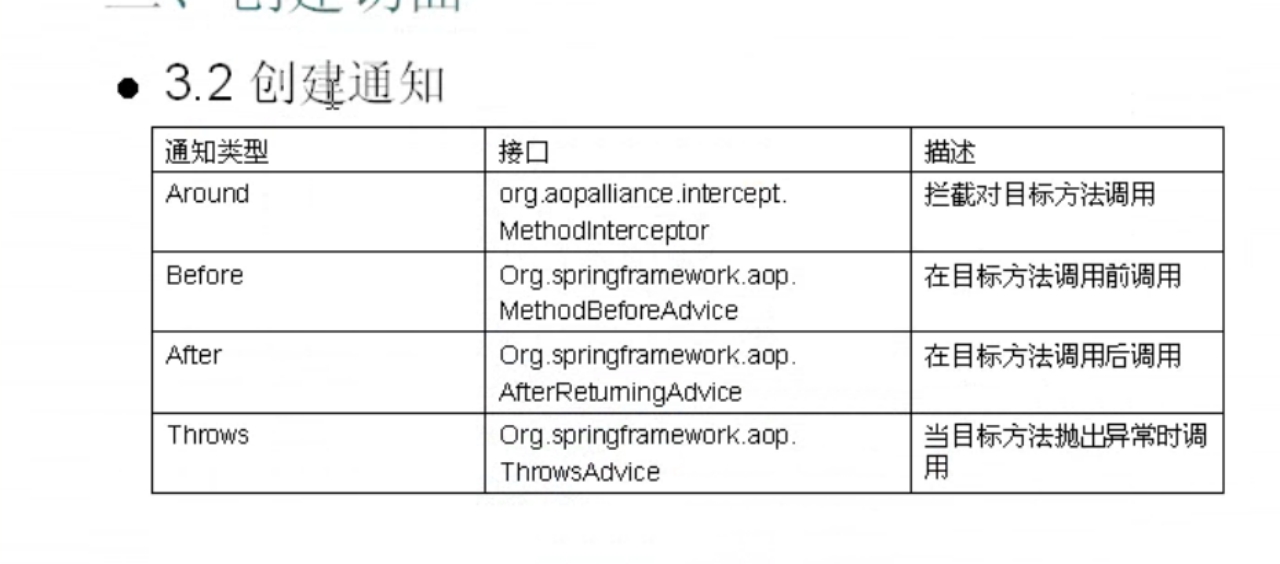 3.2 创建通知
通知类型 接口 描述
Around org.aopalliance.intercept. 拦截对目标方法调用
MethodInterceptor
Before Org.springframework.aop. 在目标方法调用前调用
MethodBeforeAdvice
After Org.springframework.aop. 在目标方法调用后调用
AfterReturningAdvice
Throws Org.springframework.aop. 当目标方法抛出异常时调
ThrowsAdvice 用